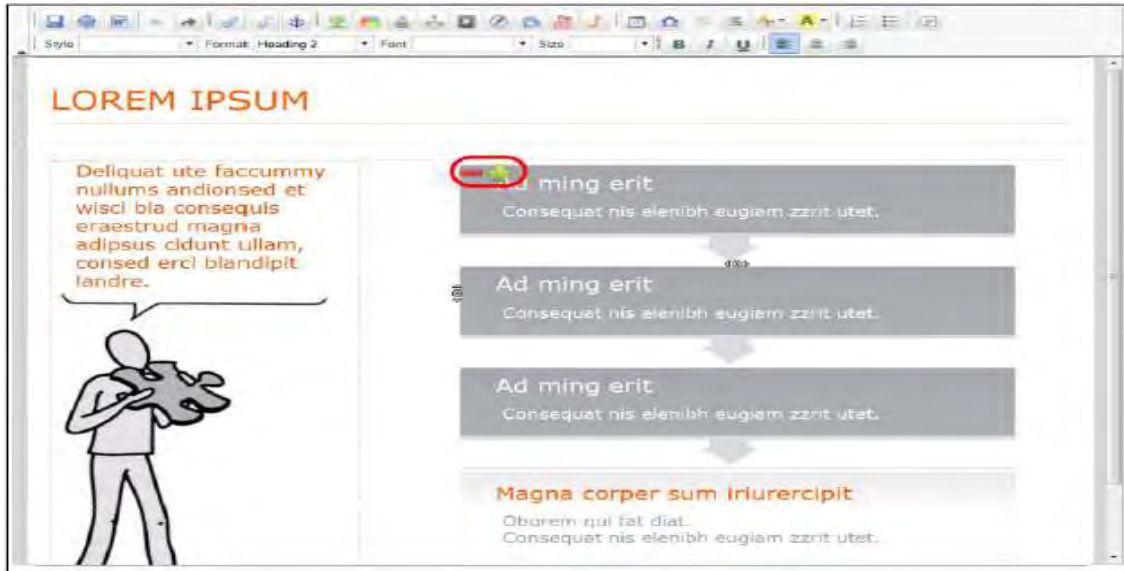 Style Format Heading 2 Font Size B I U
LOREM IPSUM
Deliquat ute faccummy
nullums andionsed et
wisci bla consequis
eraestrud magna
adipsus cidunt ullam,
consed erci blandipit
landre.
Ad ming erit
Consequat nis elenibh eugiam zzrit utet.
Ad ming erit
Consequat nis elenibh eugiam zzrit utet.
Ad ming erit
Consequat nis elenibh eugiam zzrit utet.
Magna corper sum iriurercipit
Oborem qui fat diat.
Consequat nis elenibh eugiam zzrit utet.